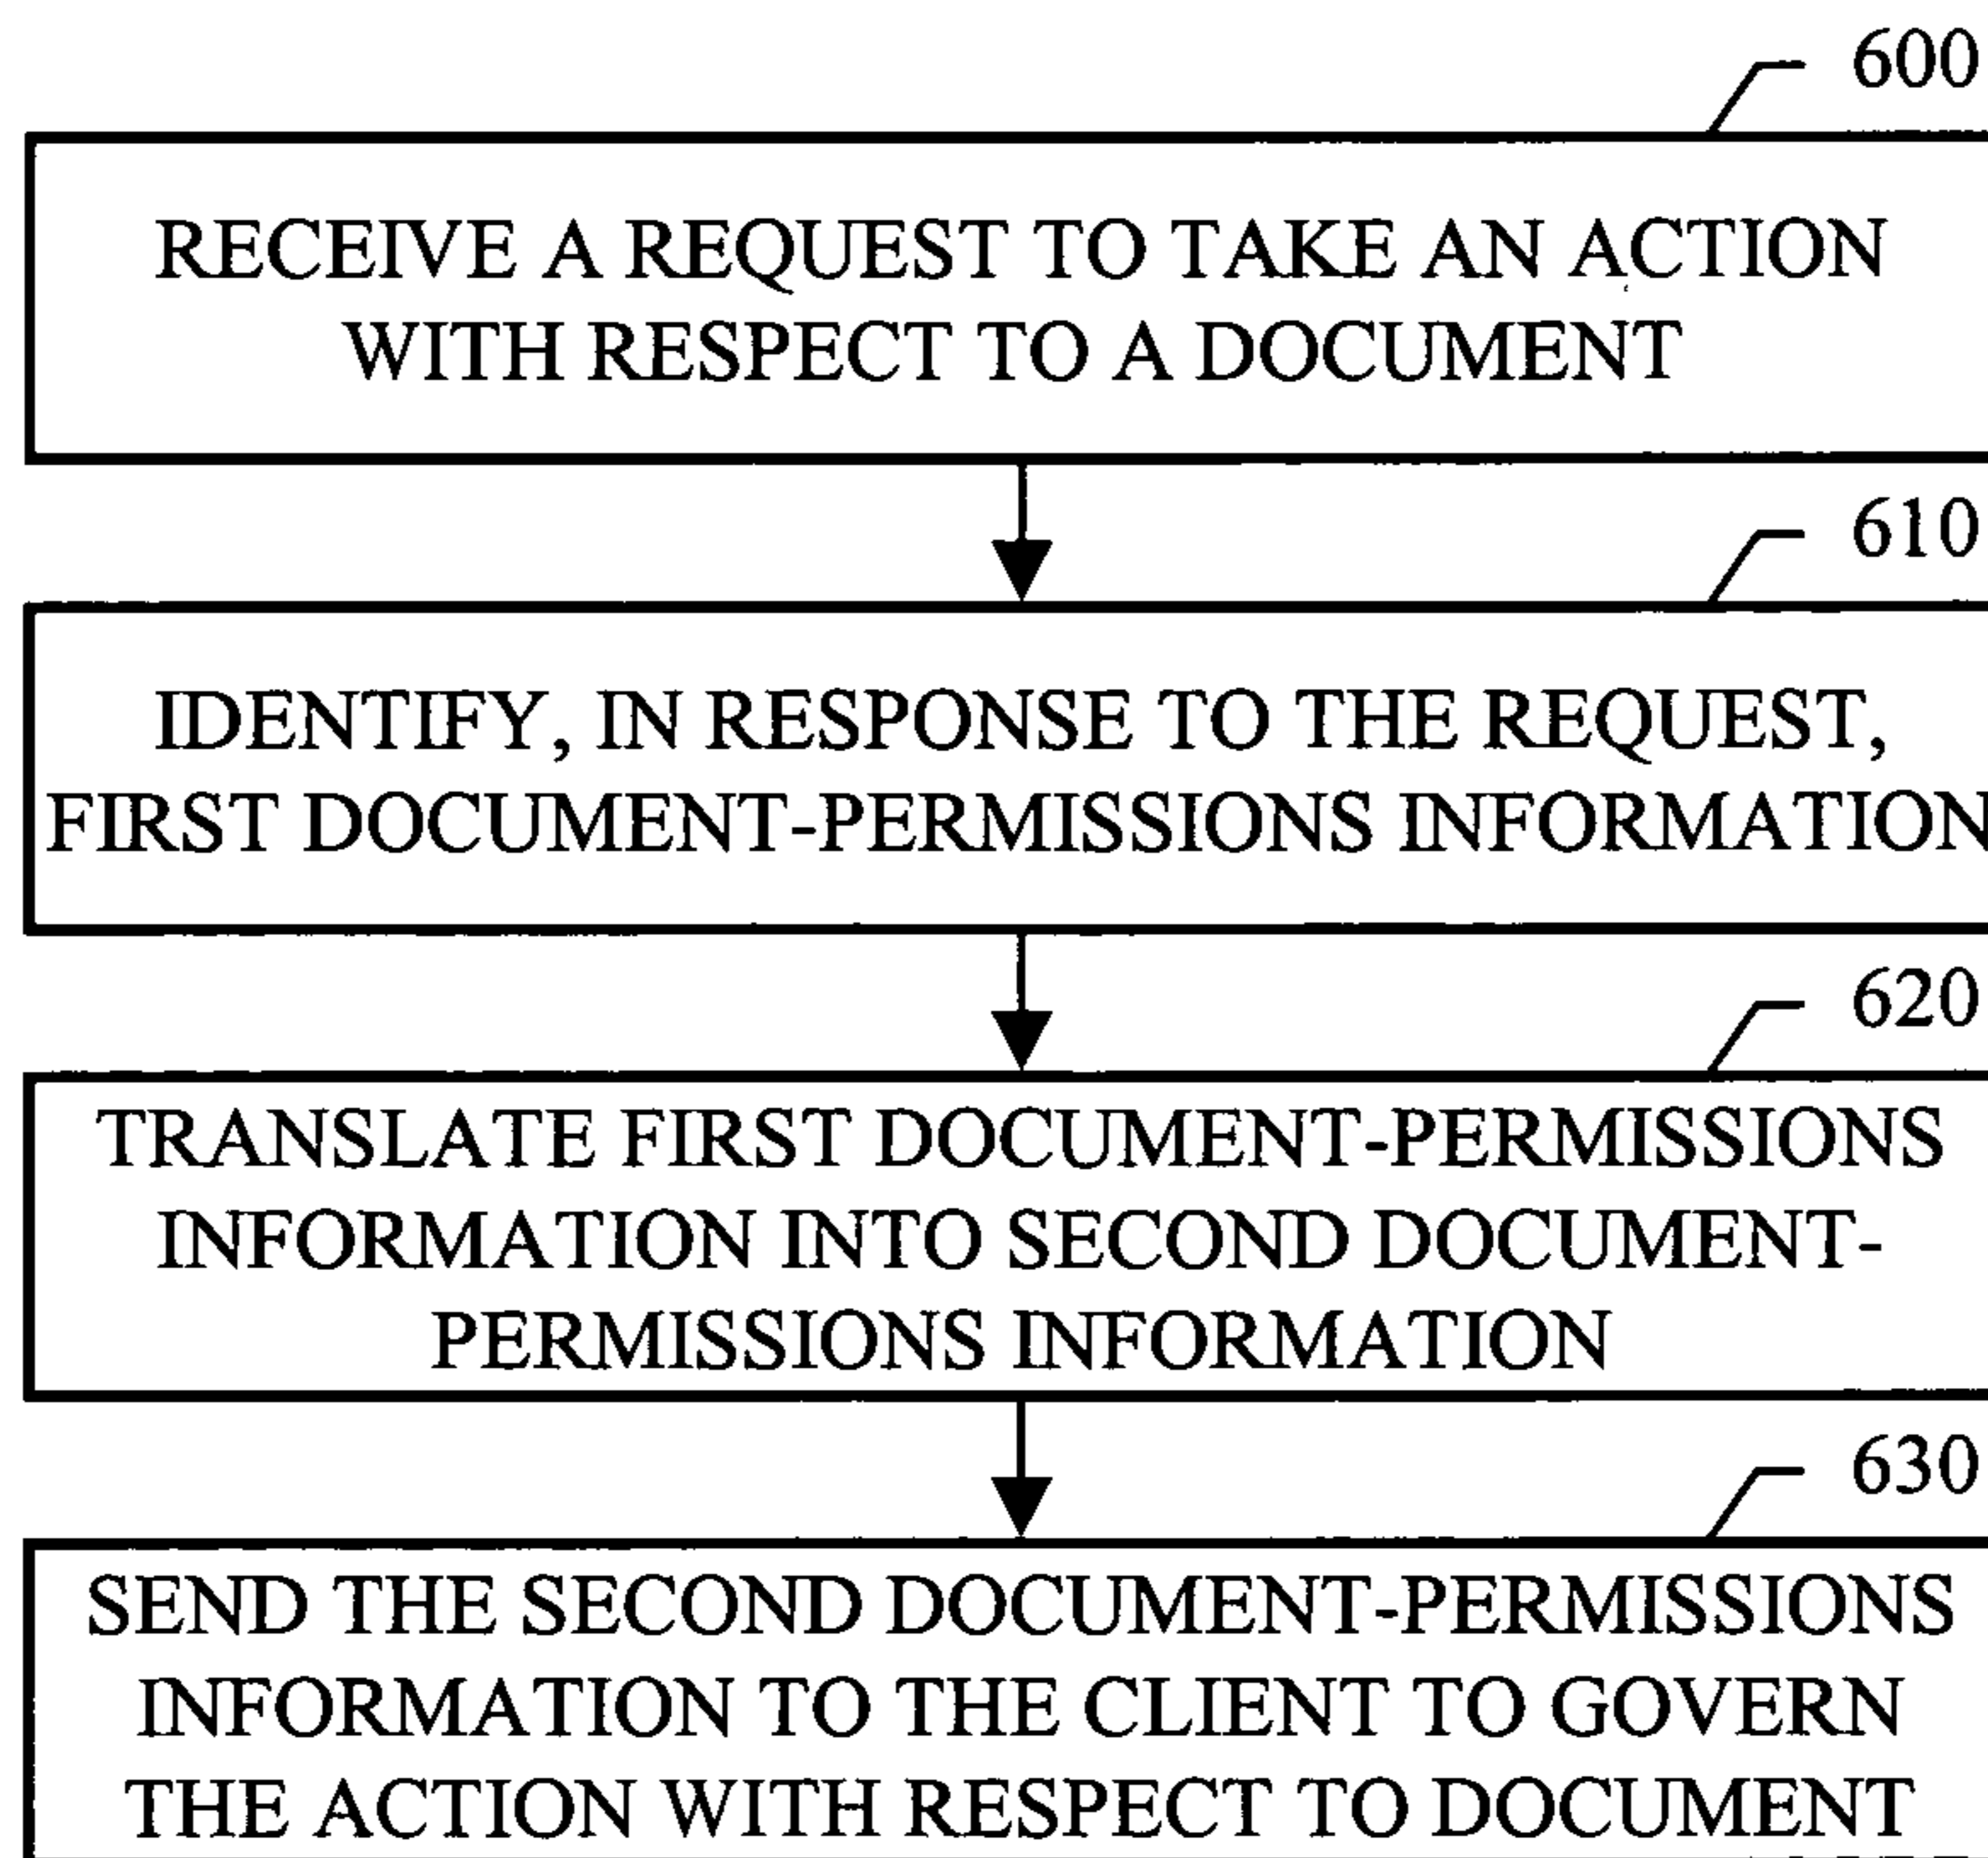 600
RECEIVE A REQUEST TO TAKE AN ACTION
WITH RESPECT TO A DOCUMENT
610
IDENTIFY, IN RESPONSE TO THE REQUEST,
FIRST DOCUMENT-PERMISSIONS INFORMATION
620
TRANSLATE FIRST DOCUMENT-PERMISSIONS
INFORMATION INTO SECOND DOCUMENT-
PERMISSIONS INFORMATION
630
SEND THE SECOND DOCUMENT-PERMISSIONS
INFORMATION TO THE CLIENT TO GOVERN
THE ACTION WITH RESPECT TO DOCUMENT